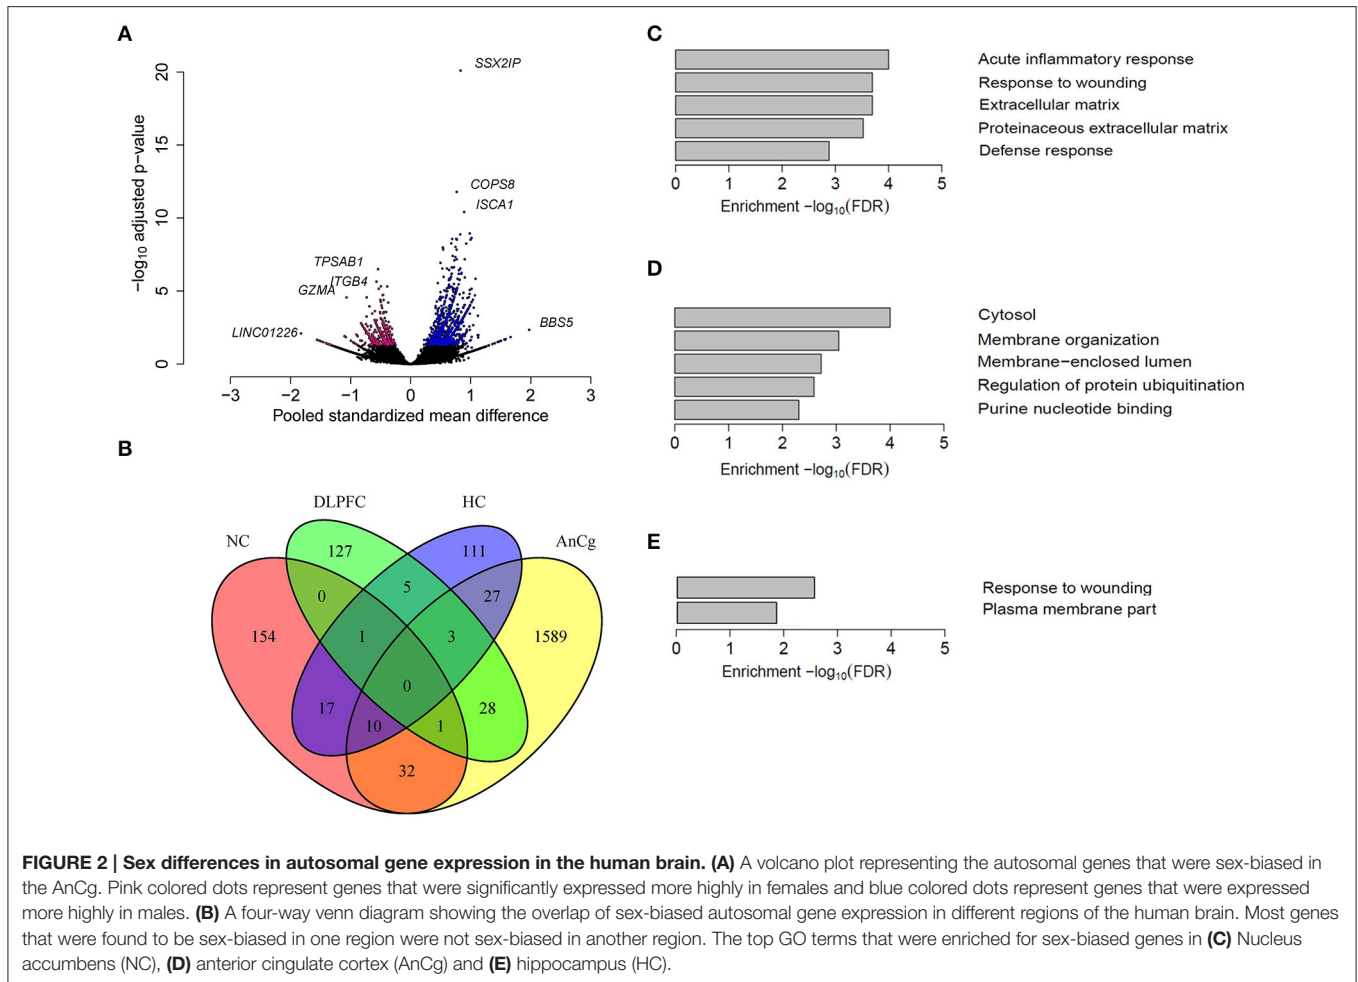 A
20
15
10
5
0
−log10 adjusted p−value
SSX2IP
COPS8
ISCA1
TPSAB1
ITGB4
GZMA
LINC01226
BBS5
−3 −2 −1 0 1 2 3
Pooled standardized mean difference
B
NC
DLPFC
HC
AnCg
127
111
0
5
27
154
1
3
1589
0
17
10
1
28
32
C
Acute inflammatory response
Response to wounding
Extracellular matrix
Proteinaceous extracellular matrix
Defense response
0 1 2 3 4 5
Enrichment −log10(FDR)
D
Cytosol
Membrane organization
Membrane−enclosed lumen
Regulation of protein ubiquitination
Purine nucleotide binding
0 1 2 3 4 5
Enrichment −log10(FDR)
E
Response to wounding
Plasma membrane part
0 1 2 3 4 5
Enrichment −log10(FDR)
FIGURE 2 | Sex differences in autosomal gene expression in the human brain. (A) A volcano plot representing the autosomal genes that were sex-biased in
the AnCg. Pink colored dots represent genes that were significantly expressed more highly in females and blue colored dots represent genes that were expressed
more highly in males. (B) A four-way venn diagram showing the overlap of sex-biased autosomal gene expression in different regions of the human brain. Most genes
that were found to be sex-biased in one region were not sex-biased in another region. The top GO terms that were enriched for sex-biased genes in (C) Nucleus
accumbens (NC), (D) anterior cingulate cortex (AnCg) and (E) hippocampus (HC).